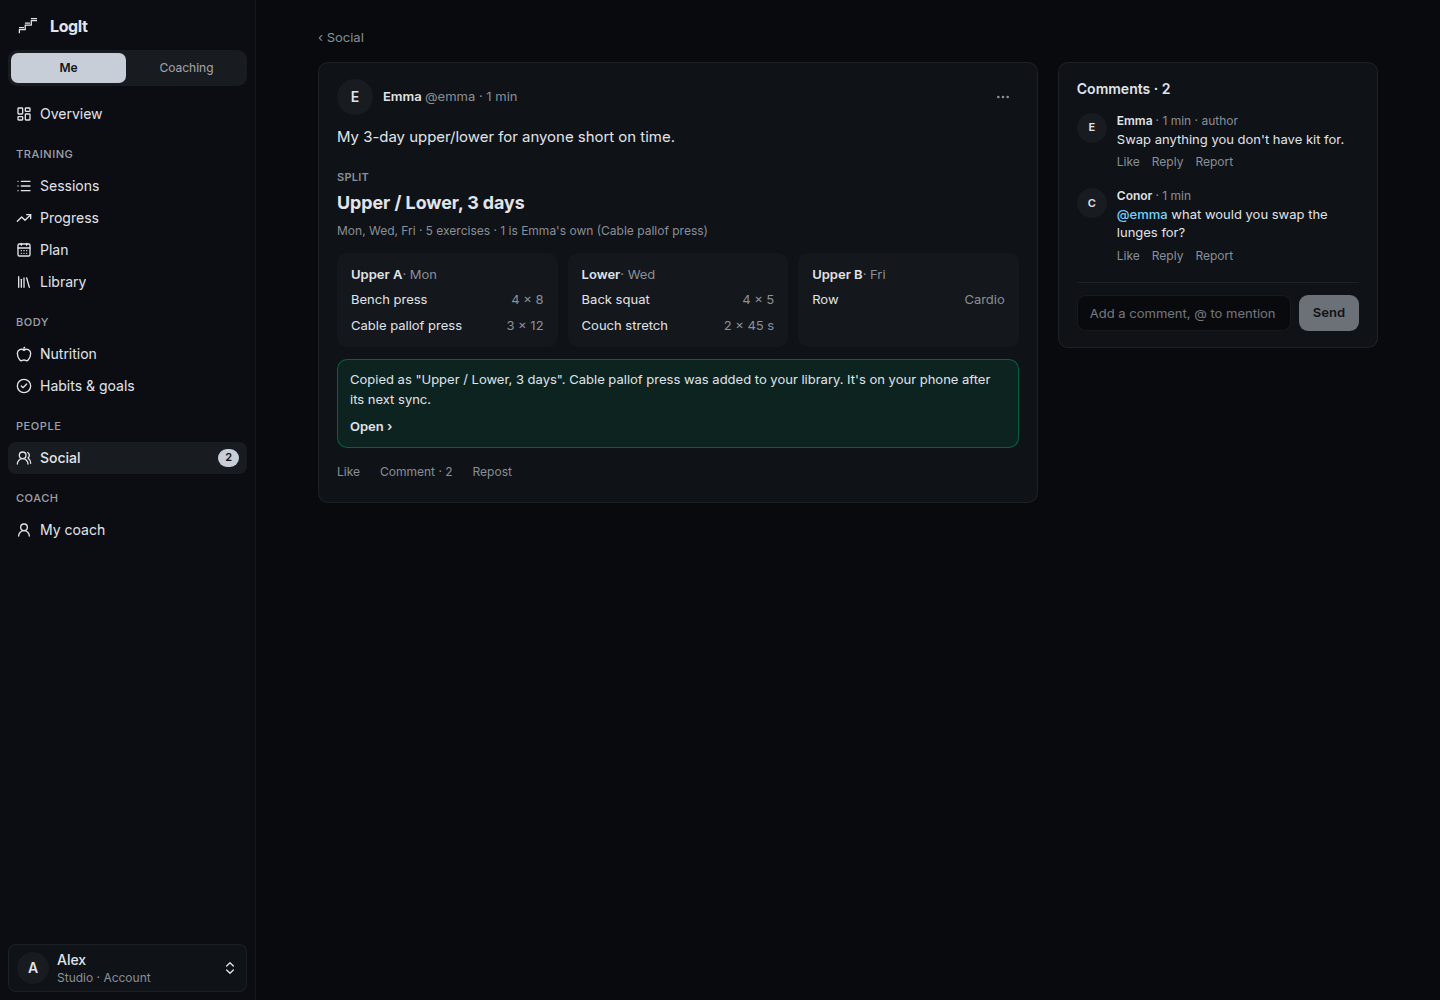 LogIt
Me
Coaching
Overview
TRAINING
Sessions
Progress
Plan
Library
BODY
Nutrition
Habits & goals
PEOPLE
Social
2
COACH
My coach
A
Alex
Studio · Account
‹ Social
E
Emma @emma · 1 min
···
My 3-day upper/lower for anyone short on time.
SPLIT
Upper / Lower, 3 days
Mon, Wed, Fri · 5 exercises · 1 is Emma's own (Cable pallof press)
Upper A · Mon
Bench press 4 × 8
Cable pallof press 3 × 12
Lower · Wed
Back squat 4 × 5
Couch stretch 2 × 45 s
Upper B · Fri
Row Cardio
Copied as "Upper / Lower, 3 days". Cable pallof press was added to your library. It's on your phone after
its next sync.
Open ›
Like Comment · 2 Repost
Comments · 2
E
Emma · 1 min · author
Swap anything you don't have kit for.
Like Reply Report
C
Conor · 1 min
@emma what would you swap the
lunges for?
Like Reply Report
Add a comment, @ to mention
Send